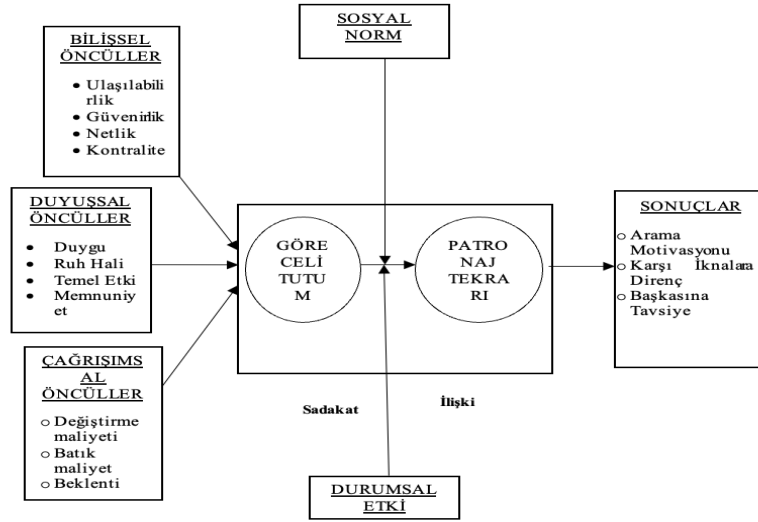 BİLİŞSEL
ÖNCÜLLER
• Ulaşılabili
rlik
• Güvenirlik
• Netlik
• Kontralite
SOSYAL
NORM
DUYUŞSAL
ÖNCÜLLER
• Duygu
• Ruh Hali
• Temel Etki
• Memnuniy
et
GÖRE
CELİ
TUTU
M
PATRO
NAJ
TEKRA
RI
SONUÇLAR
o Arama
Motivasyonu
o Karşı İknalara
Direnç
o Başkasına
Tavsiye
ÇAĞRIŞIMS
AL
ÖNCÜLLER
o Değiştirme
maliyeti
o Batık
maliyet
o Beklenti
Sadakat İlişki
DURUMSAL
ETKİ